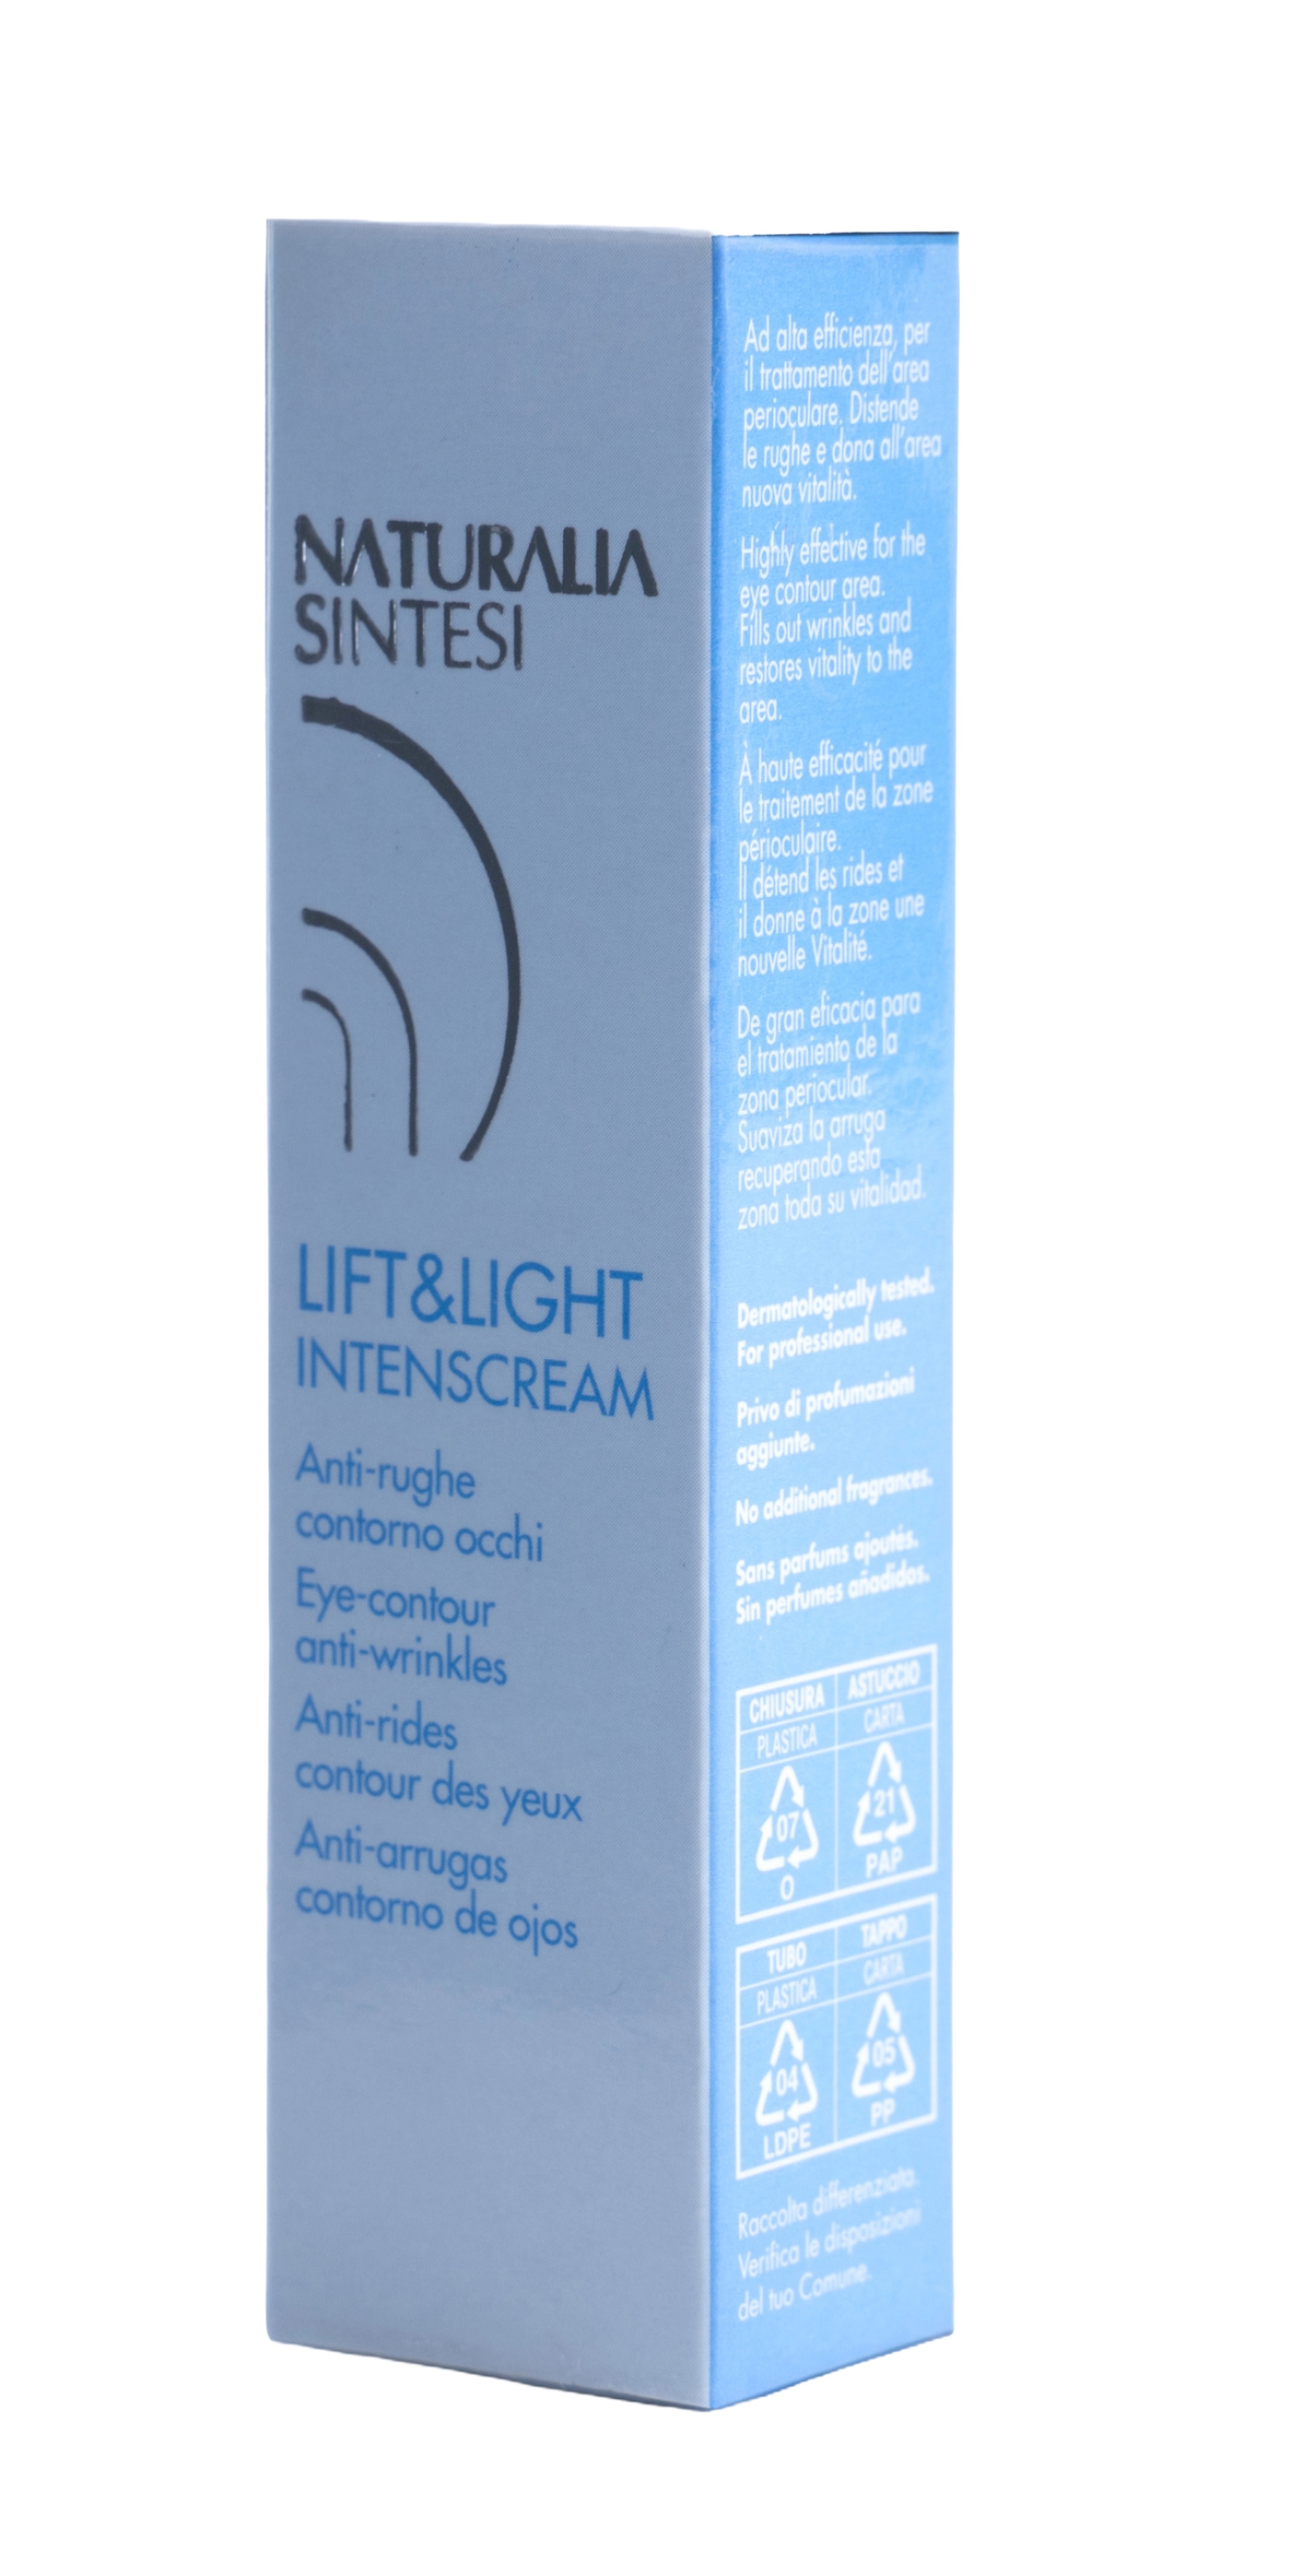 NATURALIA
SINTESI
LIFT&LIGHT
INTENSCREAM
Anti-rughe
contorno occhi
Eye-contour
anti-wrinkles
Anti-rides
contour des yeux
Anti-arrugas
contorno de ojos
Ad alta efficienza, per
il trattamento dell'area
perioculare. Distende
le rughe e dona all'area
nuova vitalità.
Highly effective for the
eye contour area.
Fills out wrinkles and
restores vitality to the
area.
À haute efficacité pour
le traitement de la zone
périoculaire.
Il détend les rides et
il donne à la zone une
nouvelle Vitalité.
De gran eficacia para
el tratamiento de la
zona periocular.
Suaviza la arruga
recuperando esta
zona toda su vitalidad.
Dermatologically tested.
For professional use.
Privo di profumazioni
aggiunte.
No additional fragrances.
Sans parfums ajoutés.
Sin perfumes añadidos.
CHIUSURA ASTUCCIO
PLASTICA CARTA
07 21
O PAP
TUBO TAPPO
PLASTICA CARTA
04 05
LDPE PP
Raccolta differenziata.
Verifica le disposizioni
del tuo Comune.